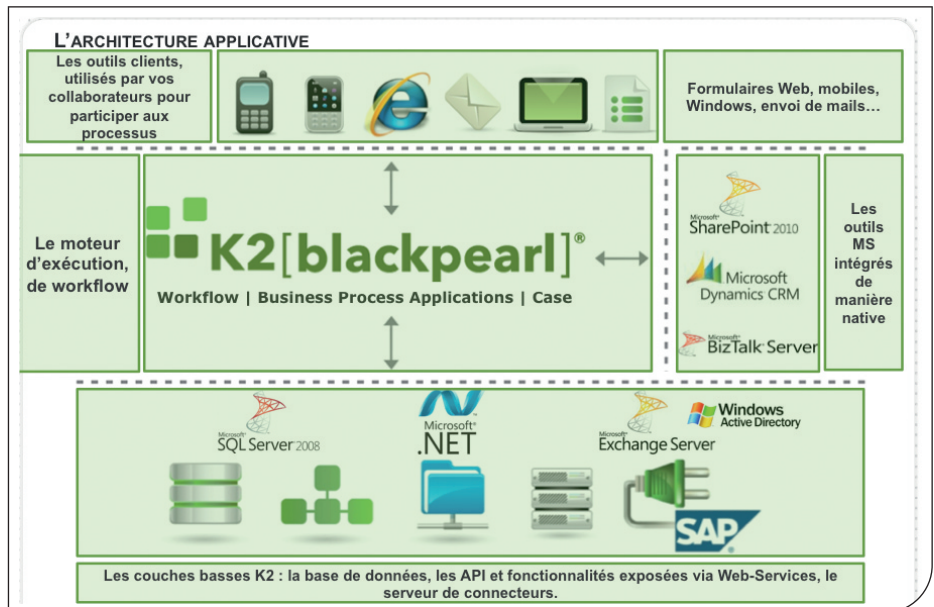 L'ARCHITECTURE APPLICATIVE
Les outils clients,
utilisés par vos
collaborateurs pour
participer aux
processus
Formulaires Web, mobiles,
Windows, envoi de mails…
Le moteur
d'exécution,
de workflow
K2[blackpearl]®
Workflow | Business Process Applications | Case
Microsoft®
SharePoint® 2010
Microsoft
Dynamics CRM
Microsoft®
BizTalk® Server
Les
outils
MS
intégrés
de
manière
native
Microsoft®
SQL Server® 2008
Microsoft®
.NET
Microsoft®
Exchange Server
Windows
Active Directory
SAP®
Les couches basses K2 : la base de données, les API et fonctionnalités exposées via Web-Services, le
serveur de connecteurs.